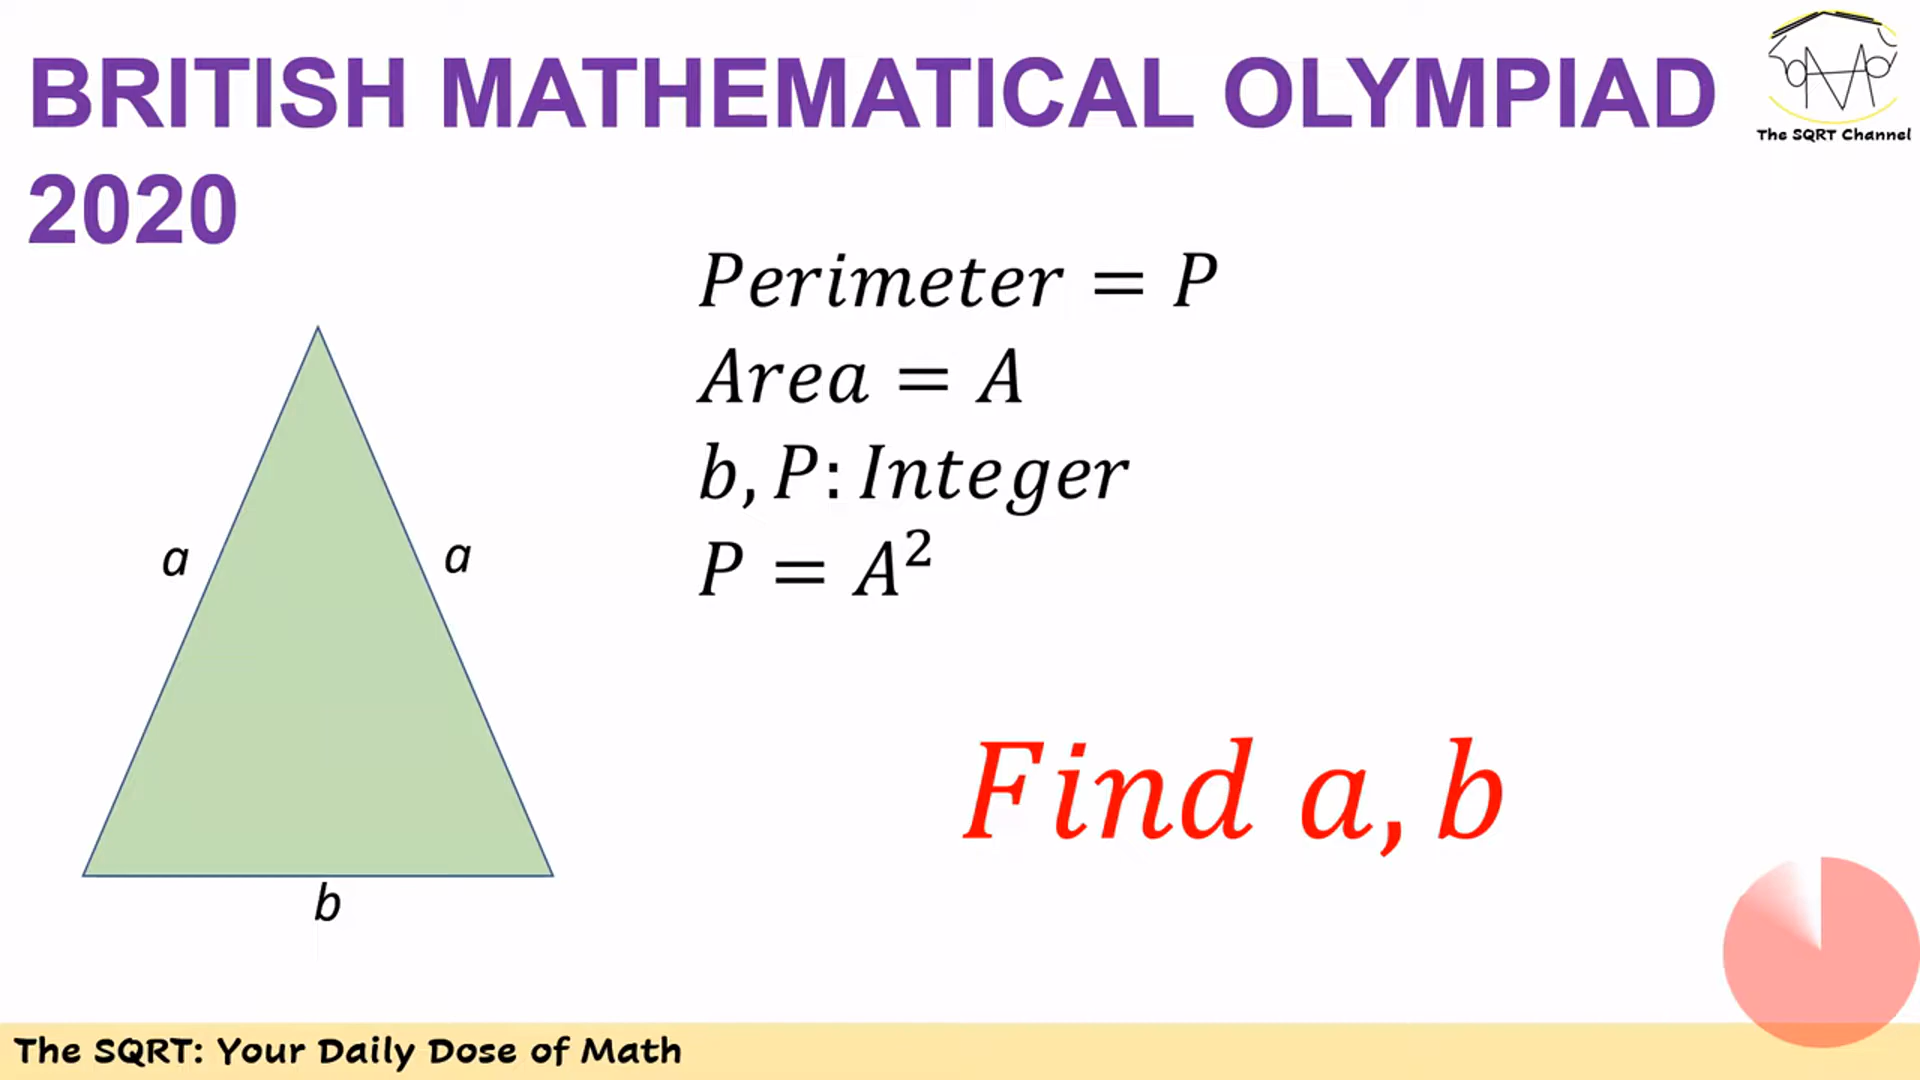 BRITISH MATHEMATICAL OLYMPIAD
2020
The SQRT Channel
Perimeter = P
Area = A
b, P: Integer
P = A²
a
a
b
Find a, b
The SQRT: Your Daily Dose of Math